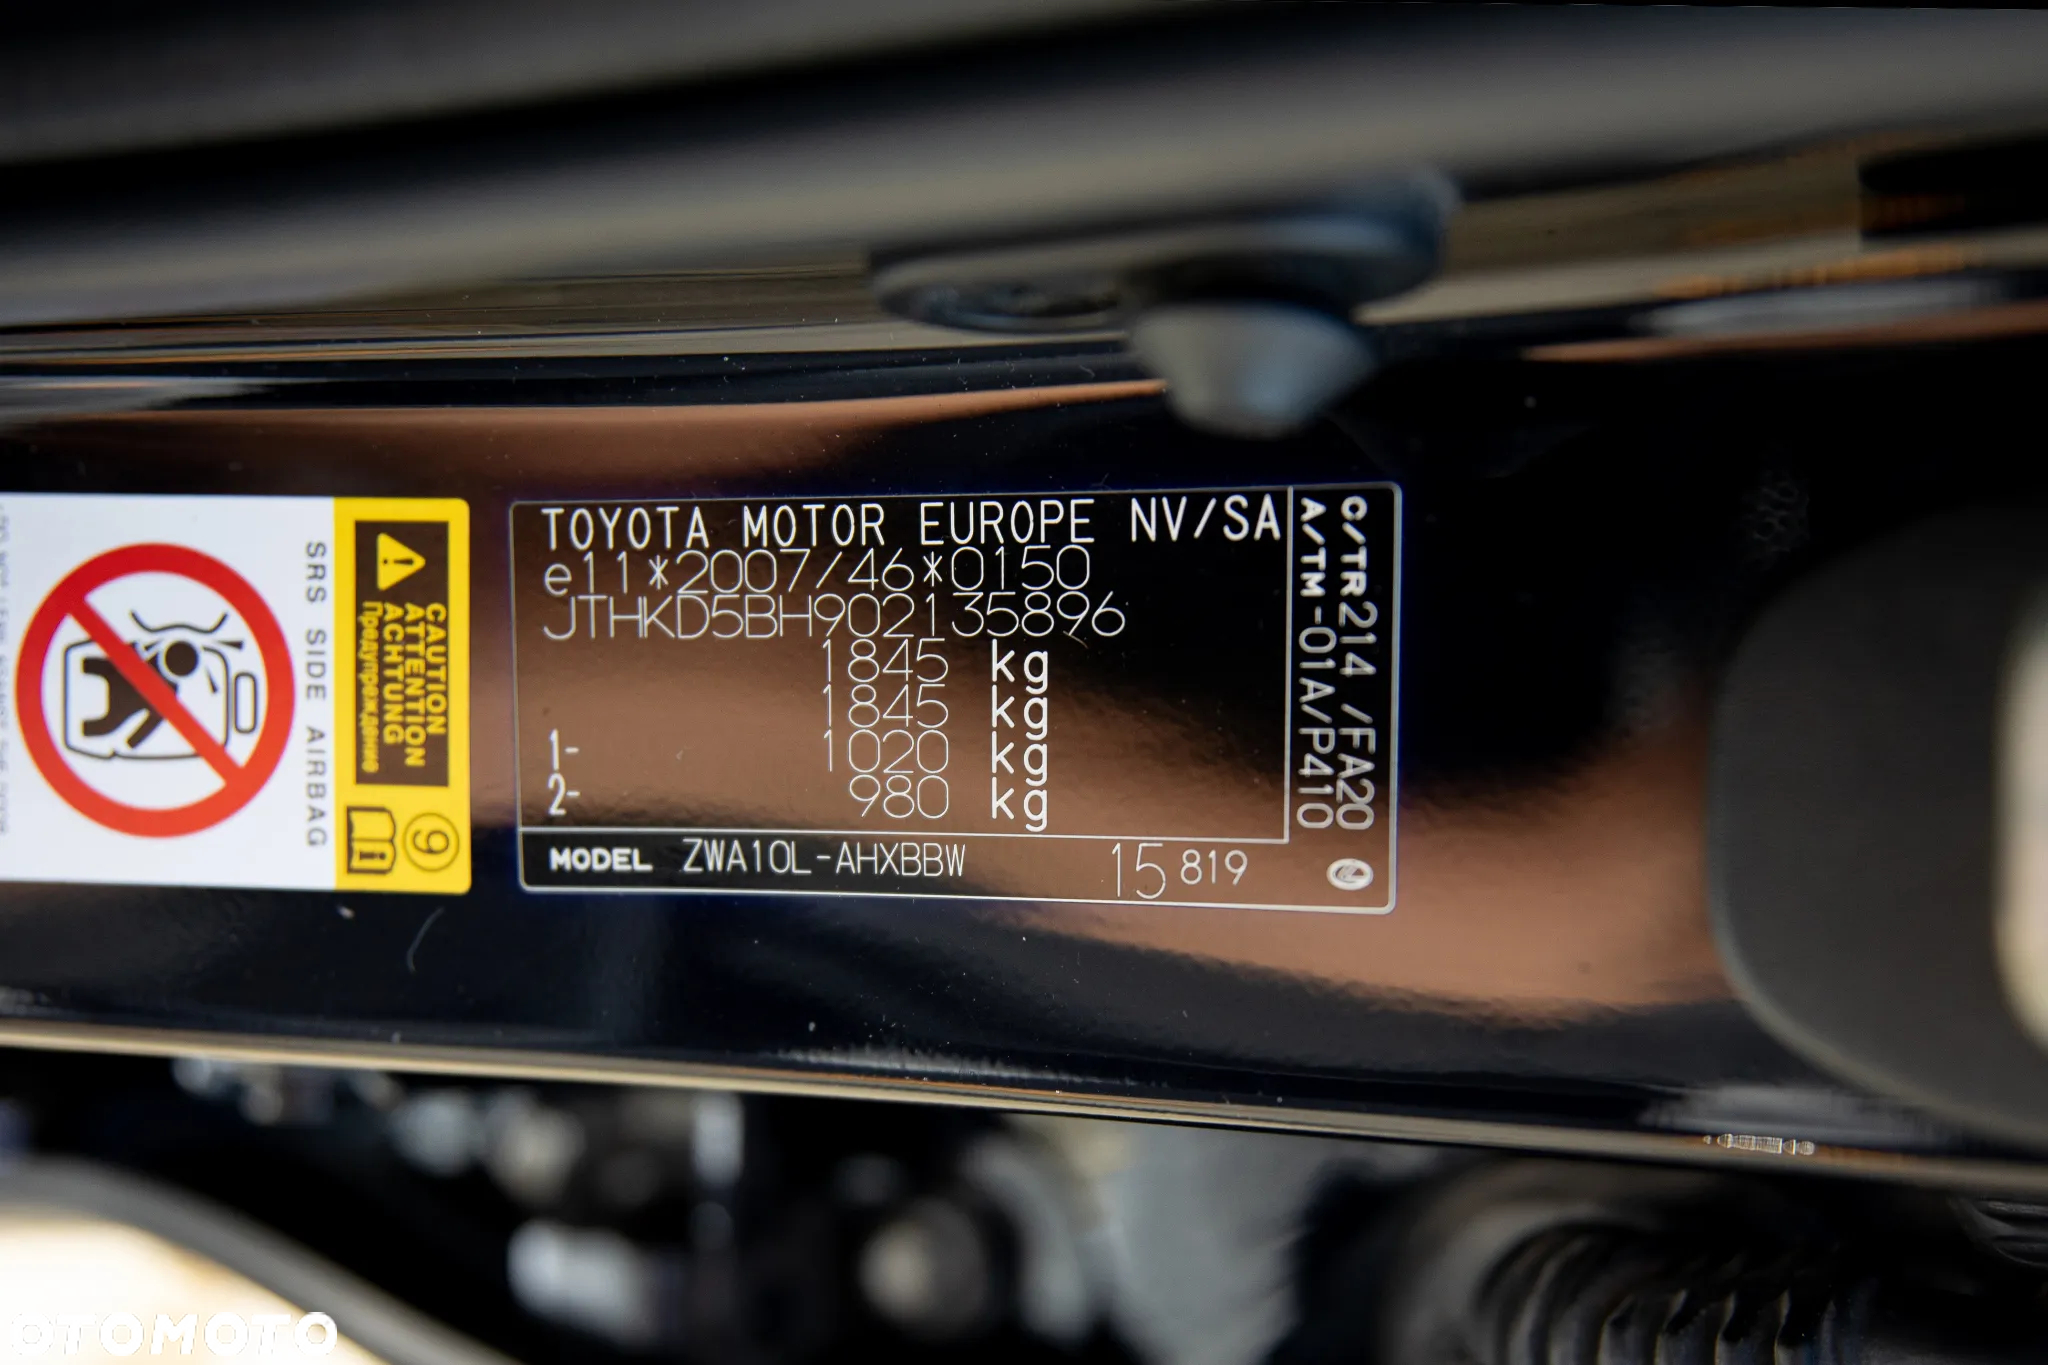 TOYOTA MOTOR EUROPE NV/SA
e11*2007/46*0150
JTHKD5BH902135896
1845 kg
1845 kg
1- 1020 kg
2- 980 kg
MODEL ZWA10L-AHXBBW 15 819
C/TR214 /FA20
A/TM-01A/P410
CAUTION
ATTENTION
ACHTUNG
Предупреждение
9
SRS SIDE AIRBAG
OTOMOTO